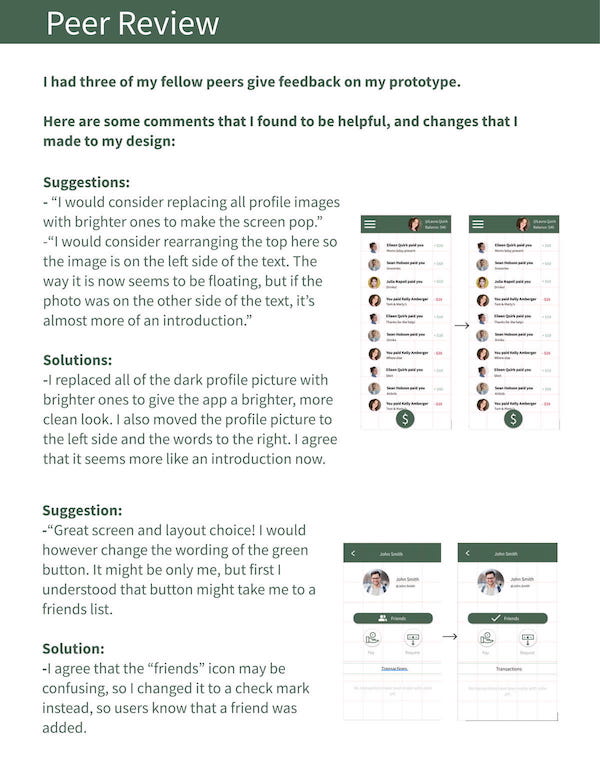 Peer Review
I had three of my fellow peers give feedback on my prototype.
Here are some comments that I found to be helpful, and changes that I
made to my design:
Suggestions:
- “I would consider replacing all profile images
with brighter ones to make the screen pop.”
-“I would consider rearranging the top here so
the image is on the left side of the text. The
way it is now seems to be floating, but if the
photo was on the other side of the text, it’s
almost more of an introduction.”
Solutions:
-I replaced all of the dark profile picture with
brighter ones to give the app a brighter, more
clean look. I also moved the profile picture to
the left side and the words to the right. I agree
that it seems more like an introduction now.
Eileen Quirk paid you
Sean Hobson paid you
Julia Napoli paid you
You paid Kelly Amberger
Eileen Quirk paid you
Thanks for the help
Sean Hobson paid you
Drinks
You paid Kelly Amberger
Eileen Quirk paid you
Sean Hobson paid you
You paid Kelly Amberger
$
Eileen Quirk paid you
Sean Hobson paid you
Julia Napoli paid you
You paid Kelly Amberger
Eileen Quirk paid you
Thanks for the help
Sean Hobson paid you
Drinks
You paid Kelly Amberger
Eileen Quirk paid you
Sean Hobson paid you
You paid Kelly Amberger
$
Suggestion:
-“Great screen and layout choice! I would
however change the wording of the green
button. It might be only me, but first I
understood that button might take me to a
friends list.
Solution:
-I agree that the “friends” icon may be
confusing, so I changed it to a check mark
instead, so users know that a friend was
added.
John Smith
John Smith
Friends
Pay
Request
Transactions
John Smith
John Smith
Friends
Pay
Request
Transactions